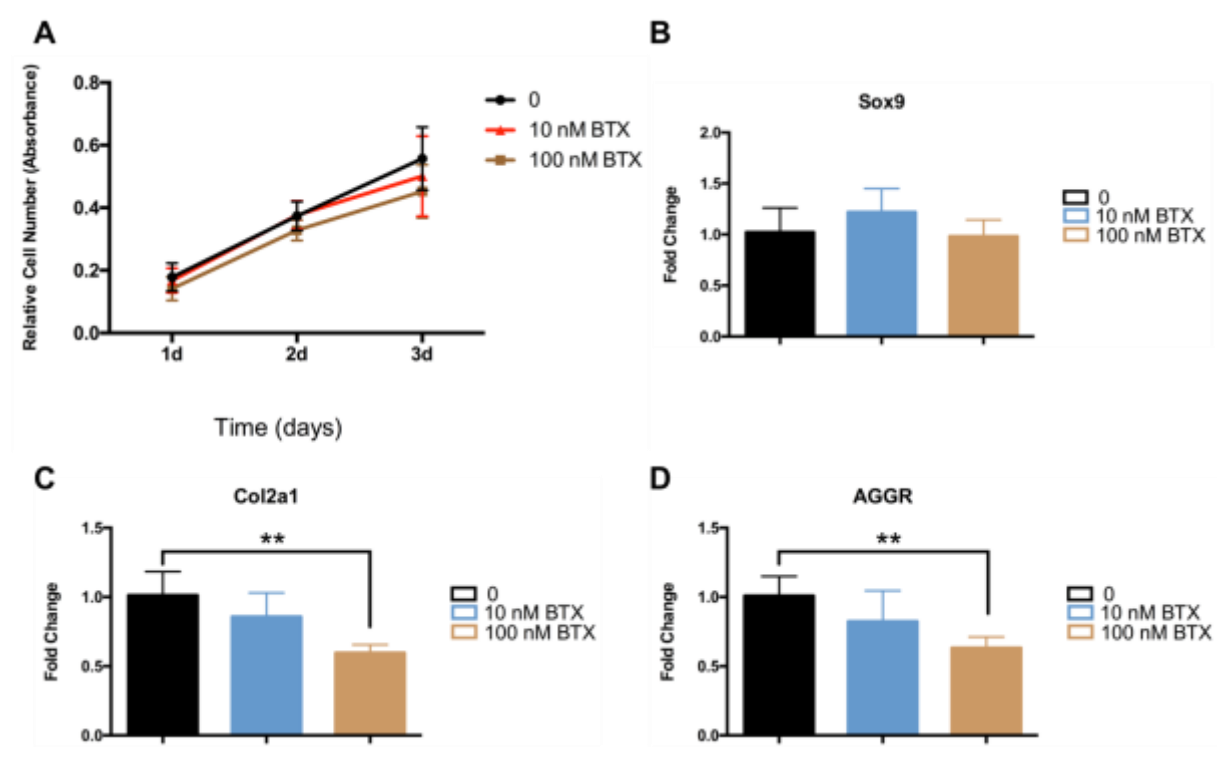 A
Relative Cell Number (Absorbance)
0.8
0.6
0.4
0.2
0.0
1d 2d 3d
Time (days)
0
10 nM BTX
100 nM BTX
B
Sox9
Fold Change
2.0
1.5
1.0
0.5
0.0
0
10 nM BTX
100 nM BTX
C
Col2a1
Fold Change
1.5
1.0
0.5
0.0
**
0
10 nM BTX
100 nM BTX
D
AGGR
Fold Change
1.5
1.0
0.5
0.0
**
0
10 nM BTX
100 nM BTX